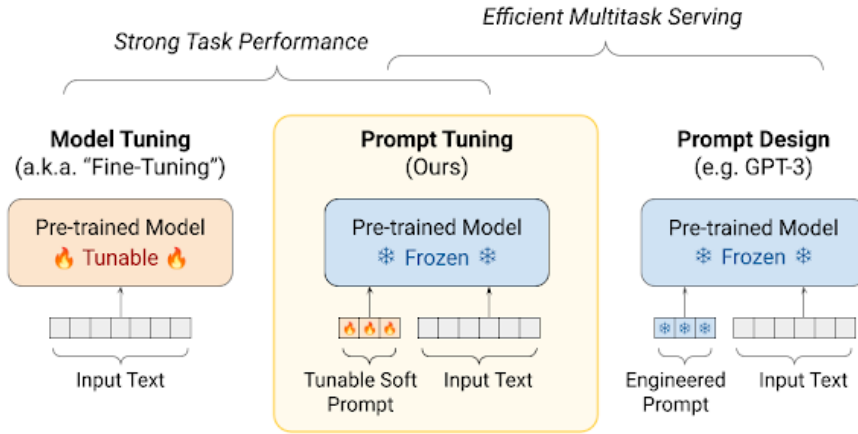 Efficient Multitask Serving
Strong Task Performance
Model Tuning
(a.k.a. “Fine-Tuning”)
Pre-trained Model
Tunable
Input Text
Prompt Tuning
(Ours)
Pre-trained Model
Frozen
Tunable Soft
Prompt
Input Text
Prompt Design
(e.g. GPT-3)
Pre-trained Model
Frozen
Engineered
Prompt
Input Text